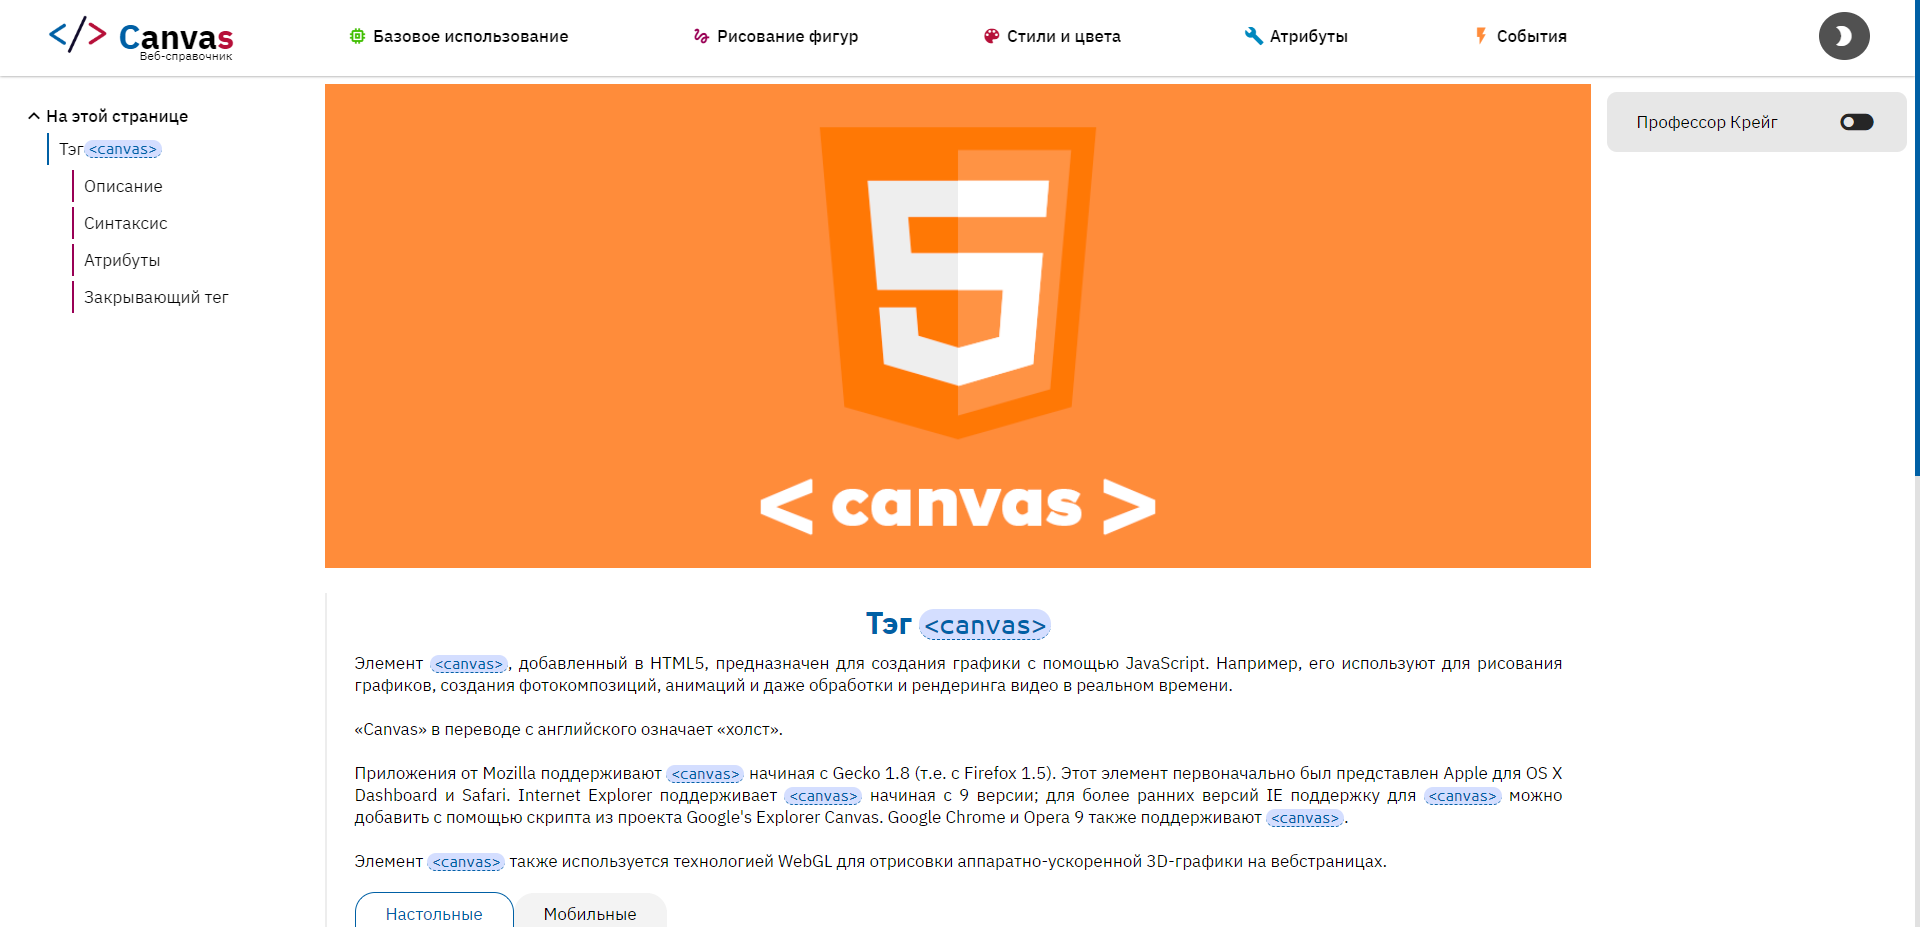 </> Canvas
Веб-справочник
Базовое использование
Рисование фигур
Стили и цвета
Атрибуты
События
На этой странице
Тэг <canvas>
Описание
Синтаксис
Атрибуты
Закрывающий тег
Профессор Крейг
5
< canvas >
Тэг <canvas>
Элемент <canvas>, добавленный в HTML5, предназначен для создания графики с помощью JavaScript. Например, его используют для рисования
графиков, создания фотокомпозиций, анимаций и даже обработки и рендеринга видео в реальном времени.
«Canvas» в переводе с английского означает «холст».
Приложения от Mozilla поддерживают <canvas> начиная с Gecko 1.8 (т.е. с Firefox 1.5). Этот элемент первоначально был представлен Apple для OS X
Dashboard и Safari. Internet Explorer поддерживает <canvas> начиная с 9 версии; для более ранних версий IE поддержку для <canvas> можно
добавить с помощью скрипта из проекта Google's Explorer Canvas. Google Chrome и Opera 9 также поддерживают <canvas>.
Элемент <canvas> также используется технологией WebGL для отрисовки аппаратно-ускоренной 3D-графики на вебстраницах.
Настольные
Мобильные